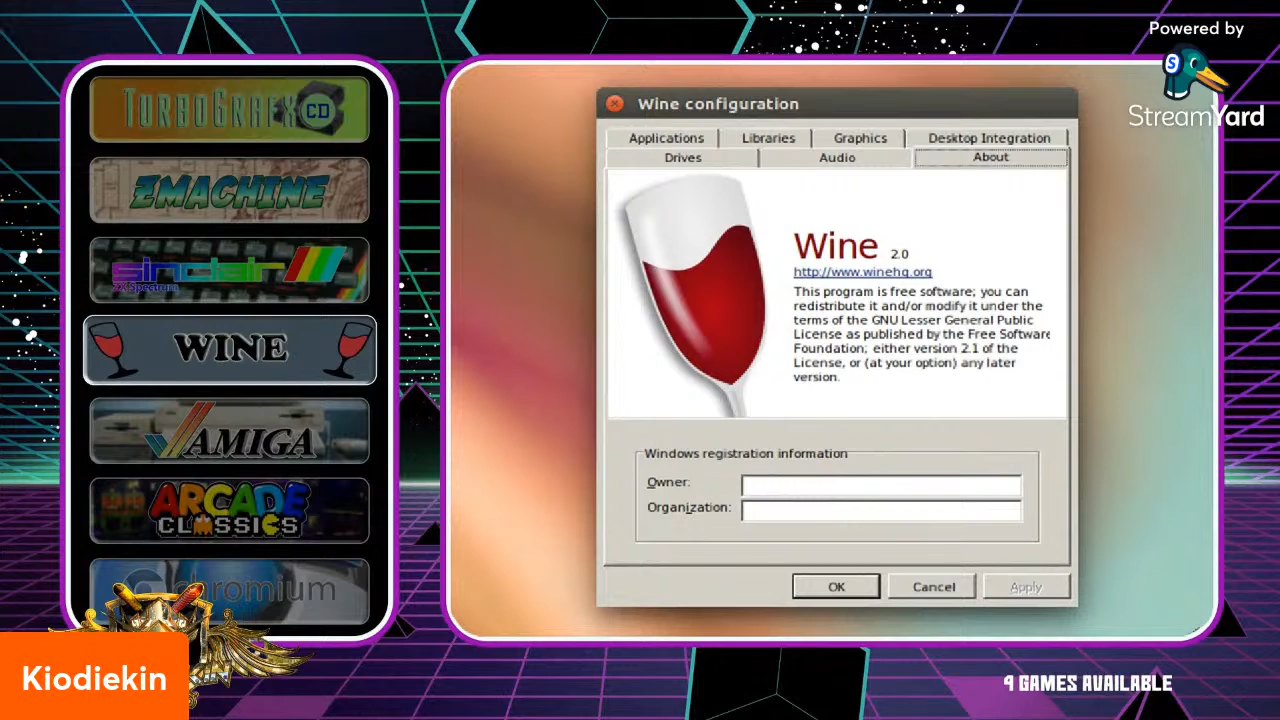 Powered by
StreamYard
TURBOGRAFX CD
ZMACHINE
sinclair
ZX Spectrum
WINE
AMIGA
ARCADE
CLASSICS
chromium
Wine configuration
Applications
Libraries
Graphics
Desktop Integration
Drives
Audio
About
Wine 2.0
http://www.winehq.org
This program is free software; you can
redistribute it and/or modify it under the
terms of the GNU Lesser General Public
License as published by the Free Software
Foundation; either version 2.1 of the
License, or (at your option) any later
version.
Windows registration information
Owner:
Organization:
OK
Cancel
Apply
Kiodiekin
9 GAMES AVAILABLE